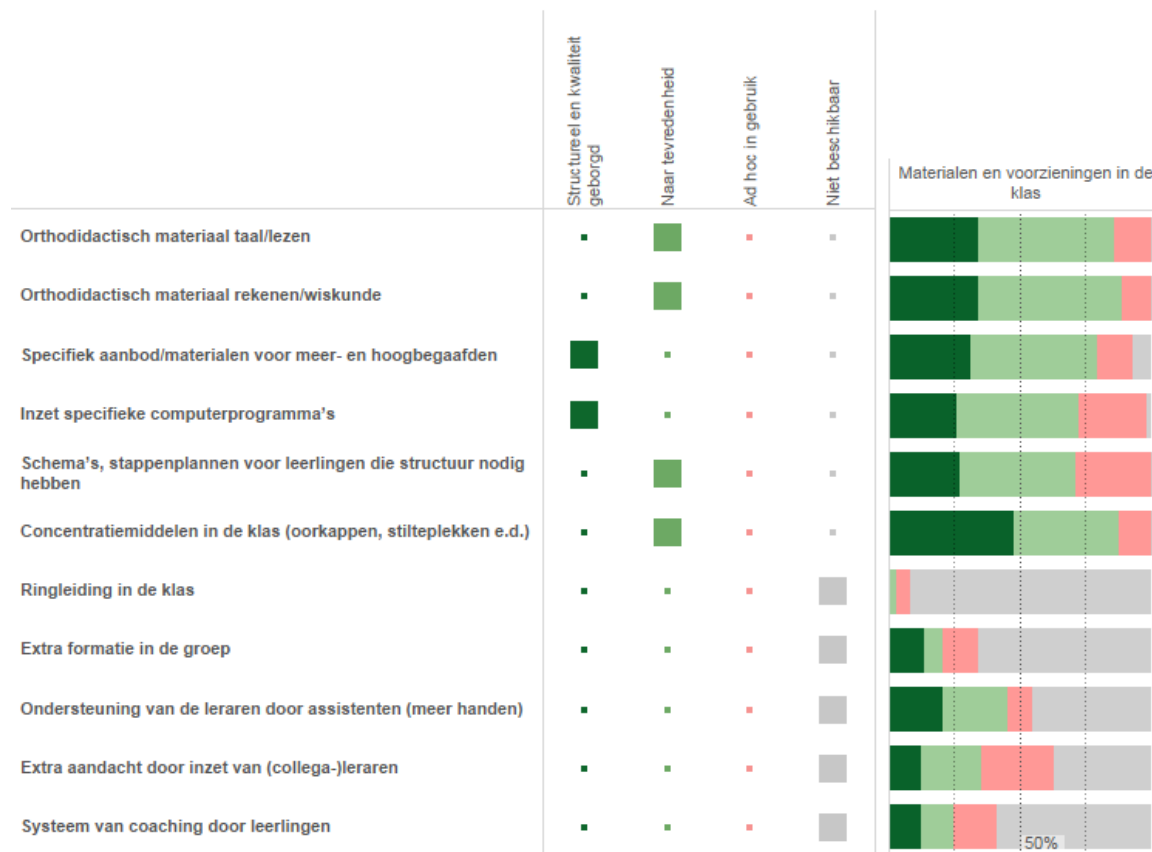 Structureel en kwaliteit
geborgd
Naar tevredenheid
Ad hoc in gebruik
Niet beschikbaar
Materialen en voorzieningen in de
klas
Orthodidactisch materiaal taal/lezen
Orthodidactisch materiaal rekenen/wiskunde
Specifiek aanbod/materialen voor meer- en hoogbegaafden
Inzet specifieke computerprogramma's
Schema's, stappenplannen voor leerlingen die structuur nodig
hebben
Concentratiemiddelen in de klas (oorkappen, stilteplekken e.d.)
Ringleiding in de klas
Extra formatie in de groep
Ondersteuning van de leraren door assistenten (meer handen)
Extra aandacht door inzet van (collega-)leraren
Systeem van coaching door leerlingen
50%